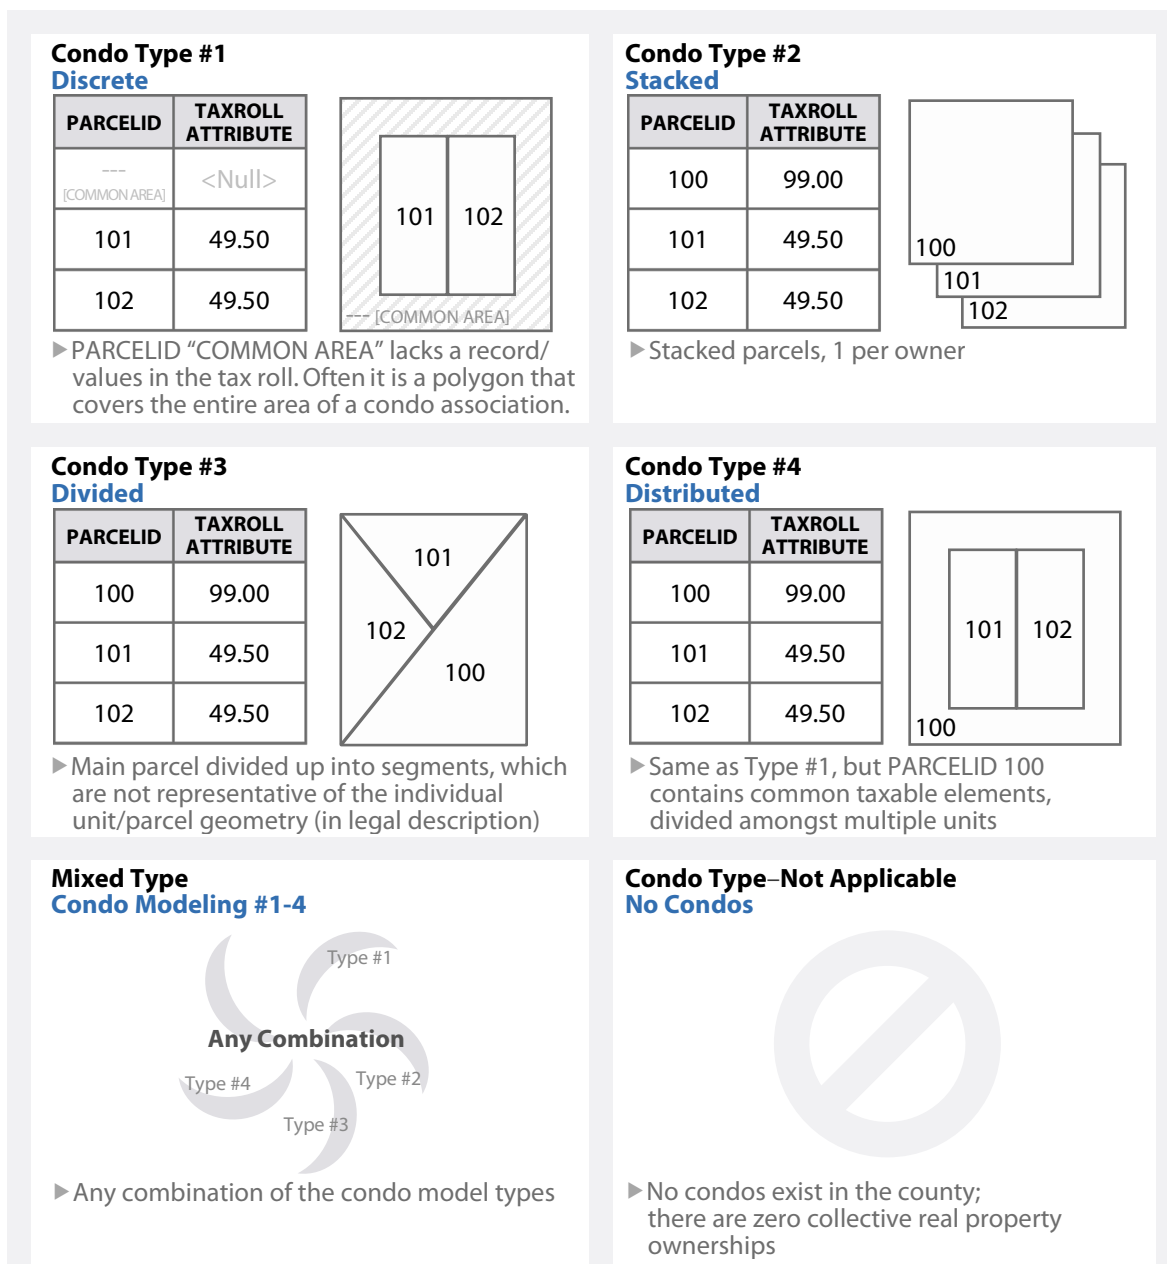 Condo Type #1
Discrete
PARCELID TAXROLL ATTRIBUTE
--- [COMMON AREA] <Null>
101 49.50
102 49.50
101 102
--- [COMMON AREA]
PARCELID “COMMON AREA” lacks a record/
values in the tax roll. Often it is a polygon that
covers the entire area of a condo association.
Condo Type #2
Stacked
PARCELID TAXROLL ATTRIBUTE
100 99.00
101 49.50
102 49.50
100
101
102
Stacked parcels, 1 per owner
Condo Type #3
Divided
PARCELID TAXROLL ATTRIBUTE
100 99.00
101 49.50
102 49.50
101
102
100
Main parcel divided up into segments, which
are not representative of the individual
unit/parcel geometry (in legal description)
Condo Type #4
Distributed
PARCELID TAXROLL ATTRIBUTE
100 99.00
101 49.50
102 49.50
101 102
100
Same as Type #1, but PARCELID 100
contains common taxable elements,
divided amongst multiple units
Mixed Type
Condo Modeling #1-4
Type #1
Any Combination
Type #4 Type #2
Type #3
Any combination of the condo model types
Condo Type–Not Applicable
No Condos
No condos exist in the county;
there are zero collective real property
ownerships